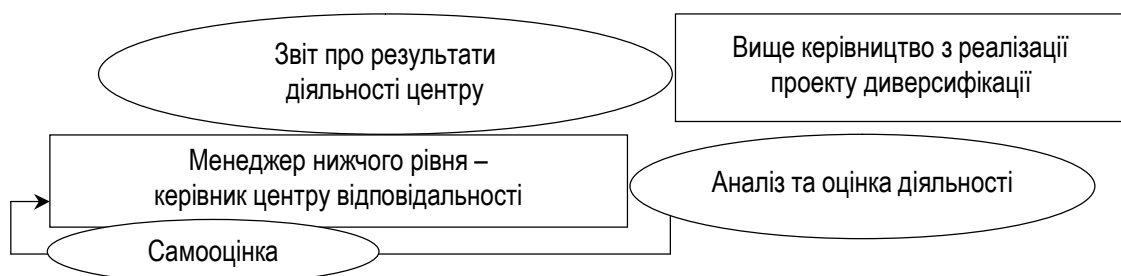 Звіт про результати
діяльності центру
Вище керівництво з реалізації
проекту диверсифікації
Менеджер нижчого рівня –
керівник центру відповідальності
Аналіз та оцінка діяльності
Самооцінка